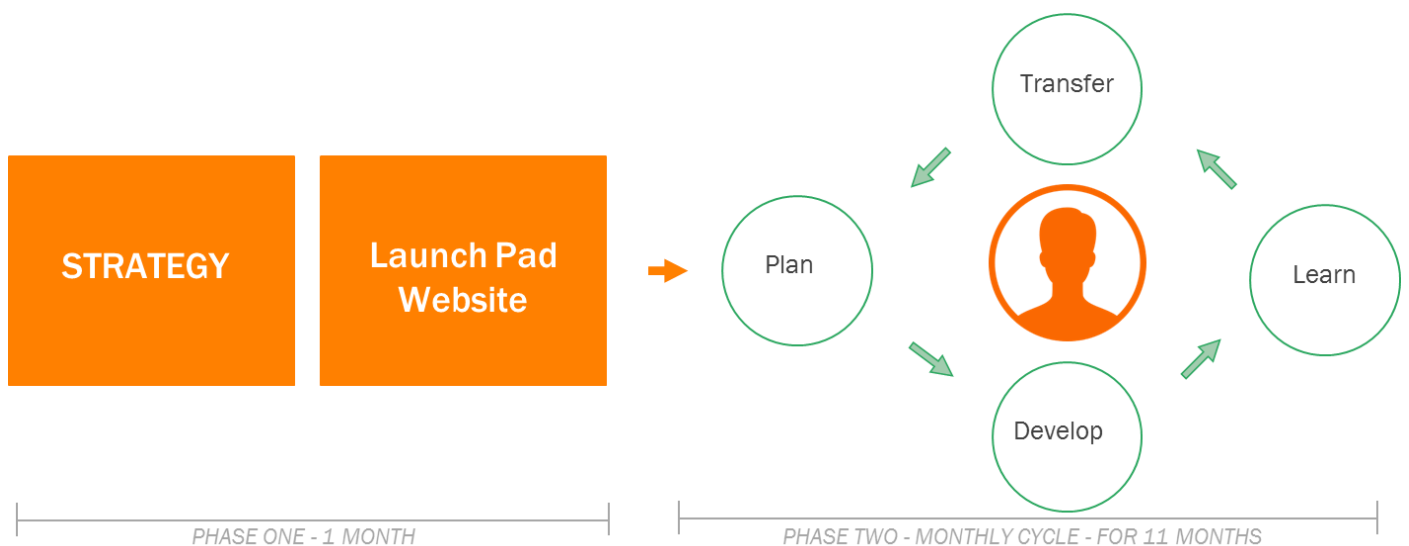 STRATEGY
Launch Pad
Website
Transfer
Plan
Learn
Develop
PHASE ONE - 1 MONTH
PHASE TWO - MONTHLY CYCLE - FOR 11 MONTHS